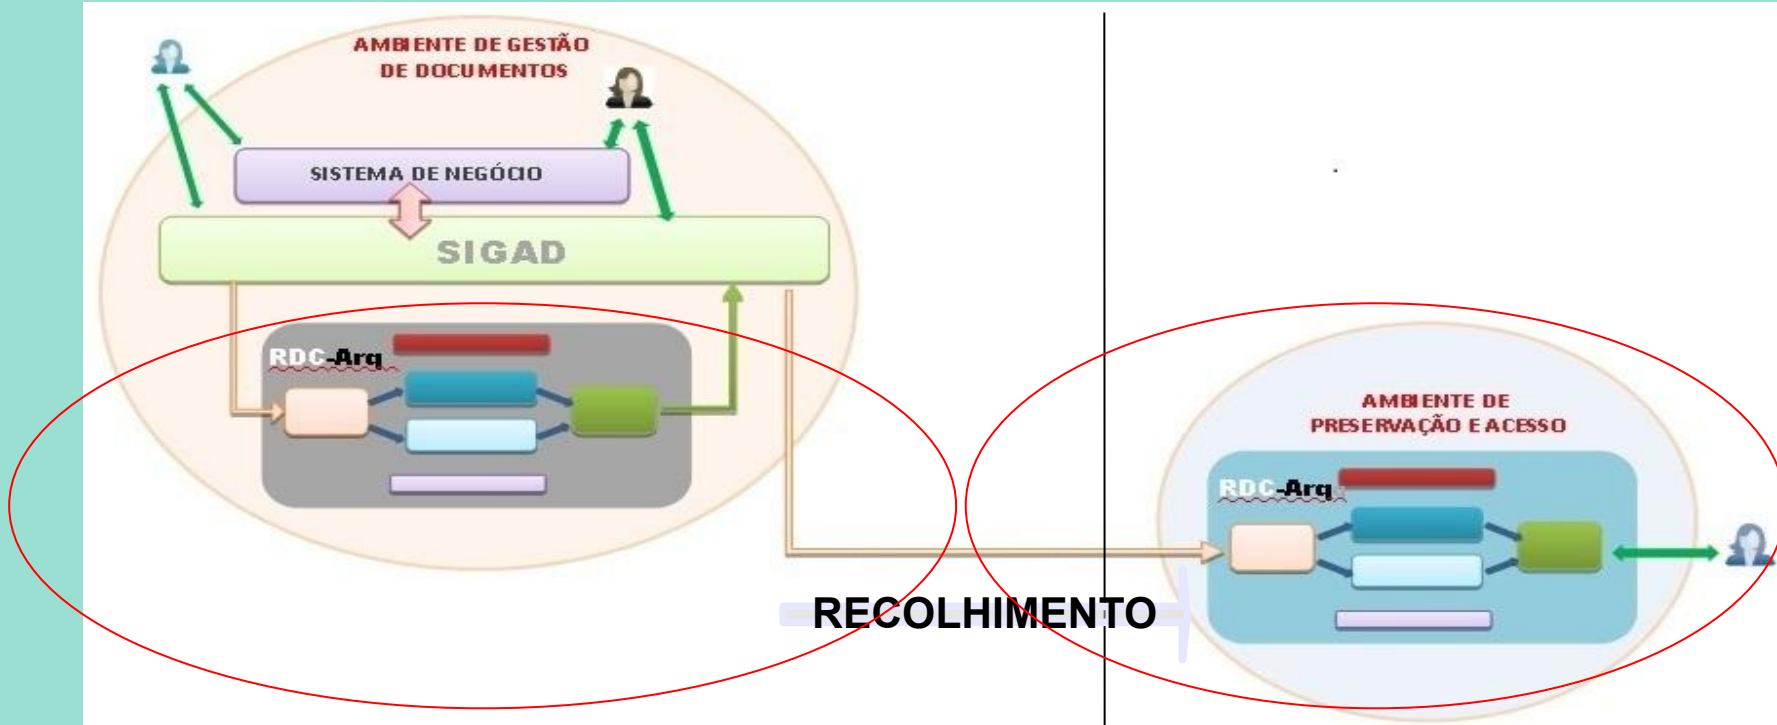 AMBIENTE DE GESTÃO
DE DOCUMENTOS
SISTEMA DE NEGÓCIO
SIGAD
RDC-Arq
AMBIENTE DE
PRESERVAÇÃO E ACESSO
RDC-Arq
RECOLHIMENTO